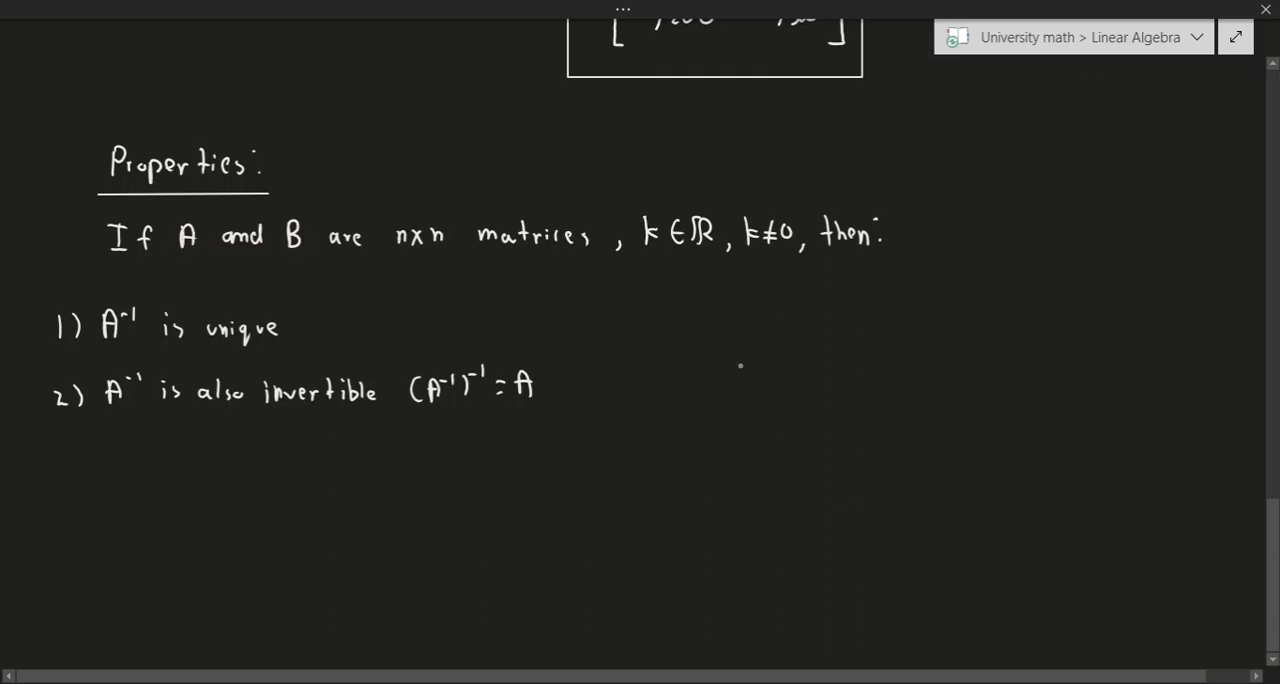 University math > Linear Algebra
Properties:
If A and B are n×n matrices, k∈ℝ, k≠0, then:
1) A⁻¹ is unique
2) A⁻¹ is also invertible (A⁻¹)⁻¹ = A